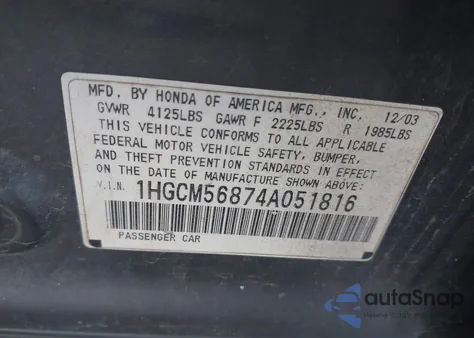 MFD. BY HONDA OF AMERICA MFG., INC. 12/03
GVWR 4125LBS GAWR F 2225LBS R 1985LBS
THIS VEHICLE CONFORMS TO ALL APPLICABLE
FEDERAL MOTOR VEHICLE SAFETY, BUMPER,
AND THEFT PREVENTION STANDARDS IN EFFECT
ON THE DATE OF MANUFACTURE SHOWN ABOVE:
V.I.N. 1HGCM56874A051816
PASSENGER CAR
autoSnap